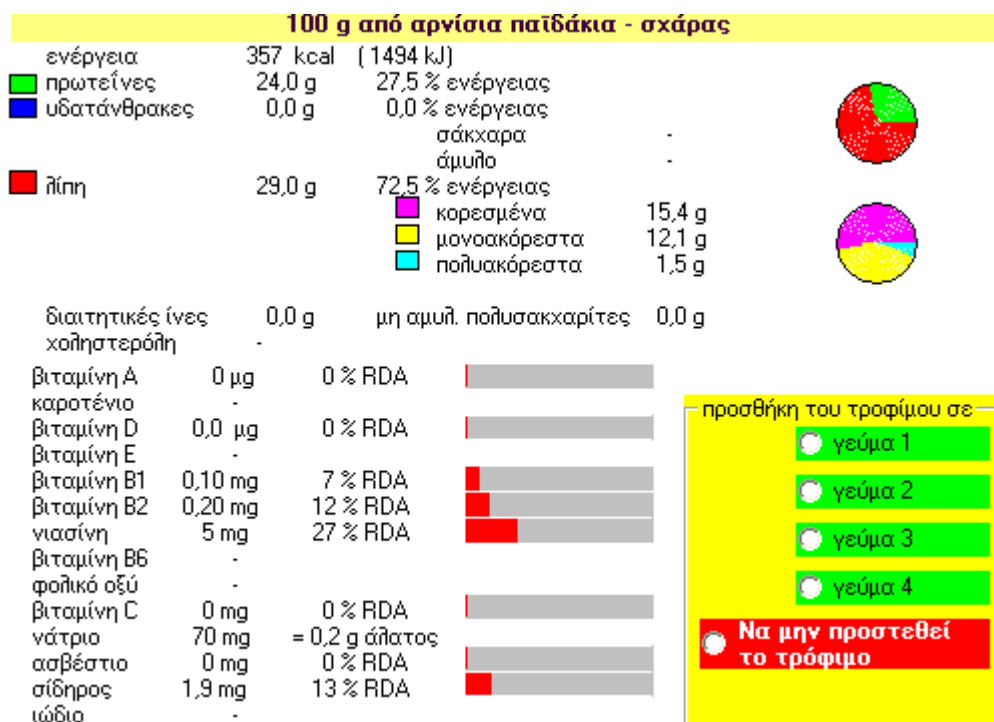 100 g από αρνίσια παϊδάκια - σχάρας
ενέργεια 357 kcal (1494 kJ)
πρωτεΐνες 24,0 g 27,5 % ενέργειας
υδατάνθρακες 0,0 g 0,0 % ενέργειας
σάκχαρα -
άμυλο -
λίπη 29,0 g 72,5 % ενέργειας
κορεσμένα 15,4 g
μονοακόρεστα 12,1 g
πολυακόρεστα 1,5 g
διαιτητικές ίνες 0,0 g μη αμυλ. πολυσακχαρίτες 0,0 g
χοληστερόλη -
βιταμίνη A 0 μg 0 % RDA
καροτένιο -
βιταμίνη D 0,0 μg 0 % RDA
βιταμίνη E -
βιταμίνη B1 0,10 mg 7 % RDA
βιταμίνη B2 0,20 mg 12 % RDA
νιασίνη 5 mg 27 % RDA
βιταμίνη B6 -
φολικό οξύ -
βιταμίνη C 0 mg 0 % RDA
νάτριο 70 mg = 0,2 g άλατος
ασβέστιο 0 mg 0 % RDA
σίδηρος 1,9 mg 13 % RDA
ιώδιο -
προσθήκη του τροφίμου σε
γεύμα 1
γεύμα 2
γεύμα 3
γεύμα 4
Να μην προστεθεί
το τρόφιμο